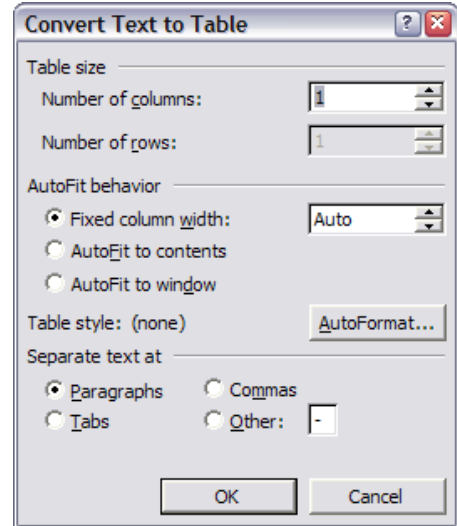 Convert Text to Table ?
Table size
Number of columns: 1
Number of rows: 1
AutoFit behavior
Fixed column width: Auto
AutoFit to contents
AutoFit to window
Table style: (none) AutoFormat...
Separate text at
Paragraphs Commas
Tabs Other: -
OK Cancel